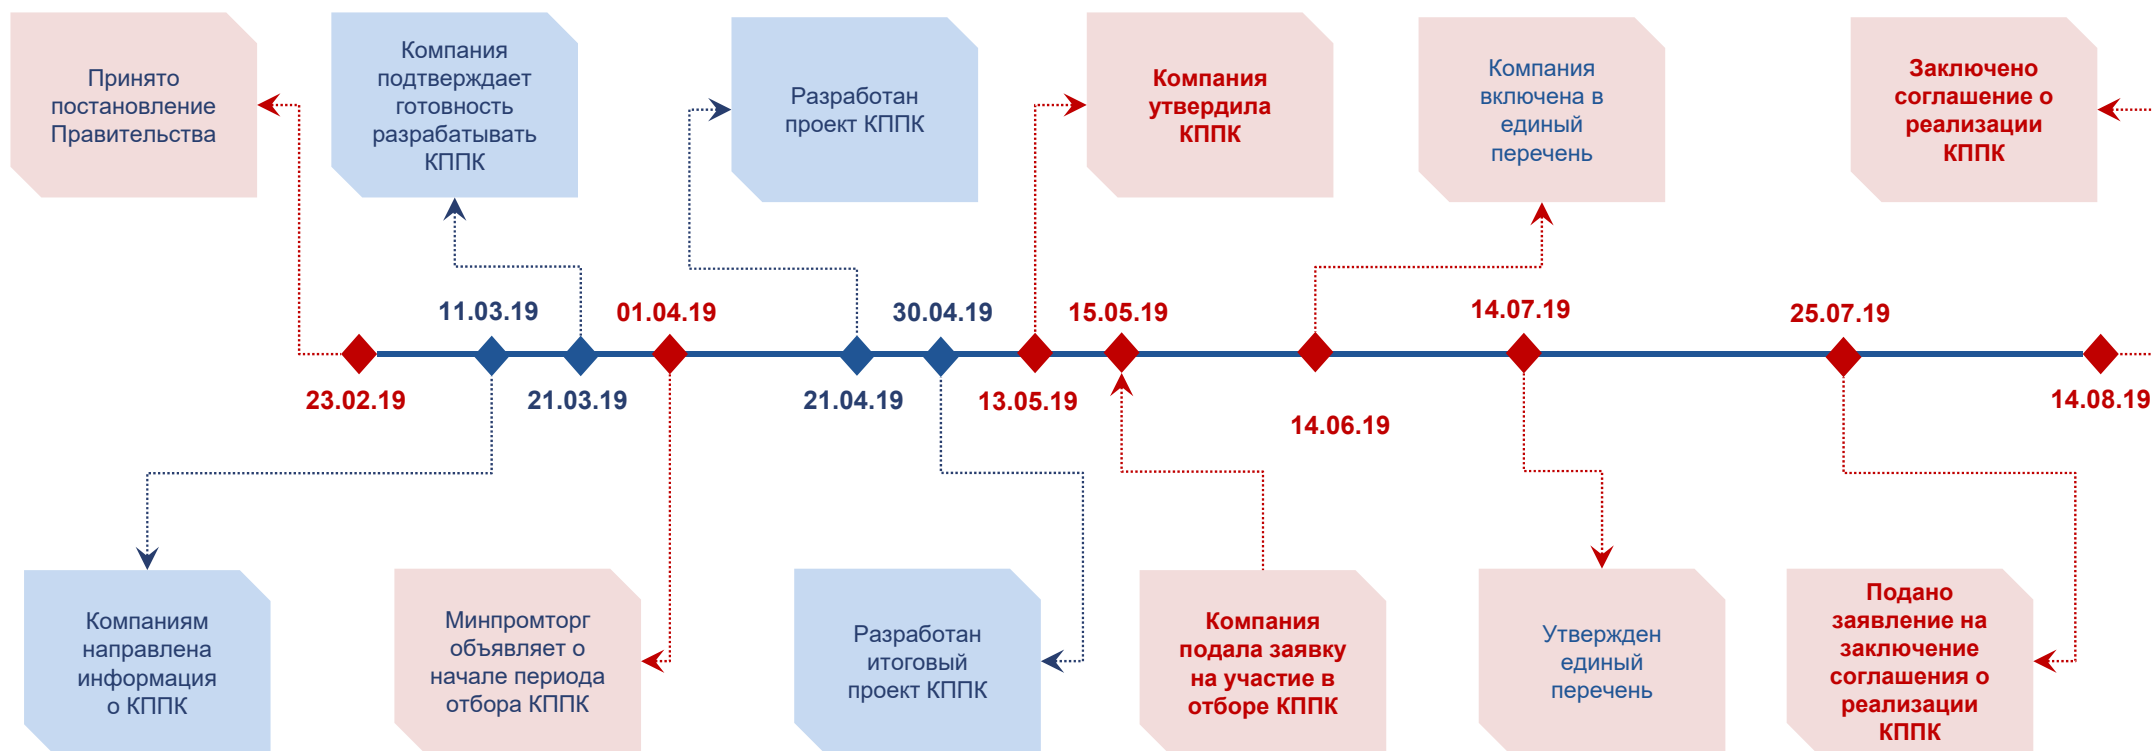 Принято
постановление
Правительства
Компания
подтверждает
готовность
разрабатывать
КППК
Разработан
проект КППК
Компания
утвердила
КППК
Компания
включена в
единый
перечень
Заключено
соглашение о
реализации
КППК
11.03.19
01.04.19
30.04.19
15.05.19
14.07.19
25.07.19
23.02.19
21.03.19
21.04.19
13.05.19
14.06.19
14.08.19
Компаниям
направлена
информация
о КППК
Минпромторг
объявляет о
начале периода
отбора КППК
Разработан
итоговый
проект КППК
Компания
подала заявку
на участие в
отборе КППК
Утвержден
единый
перечень
Подано
заявление на
заключение
соглашения о
реализации
КППК